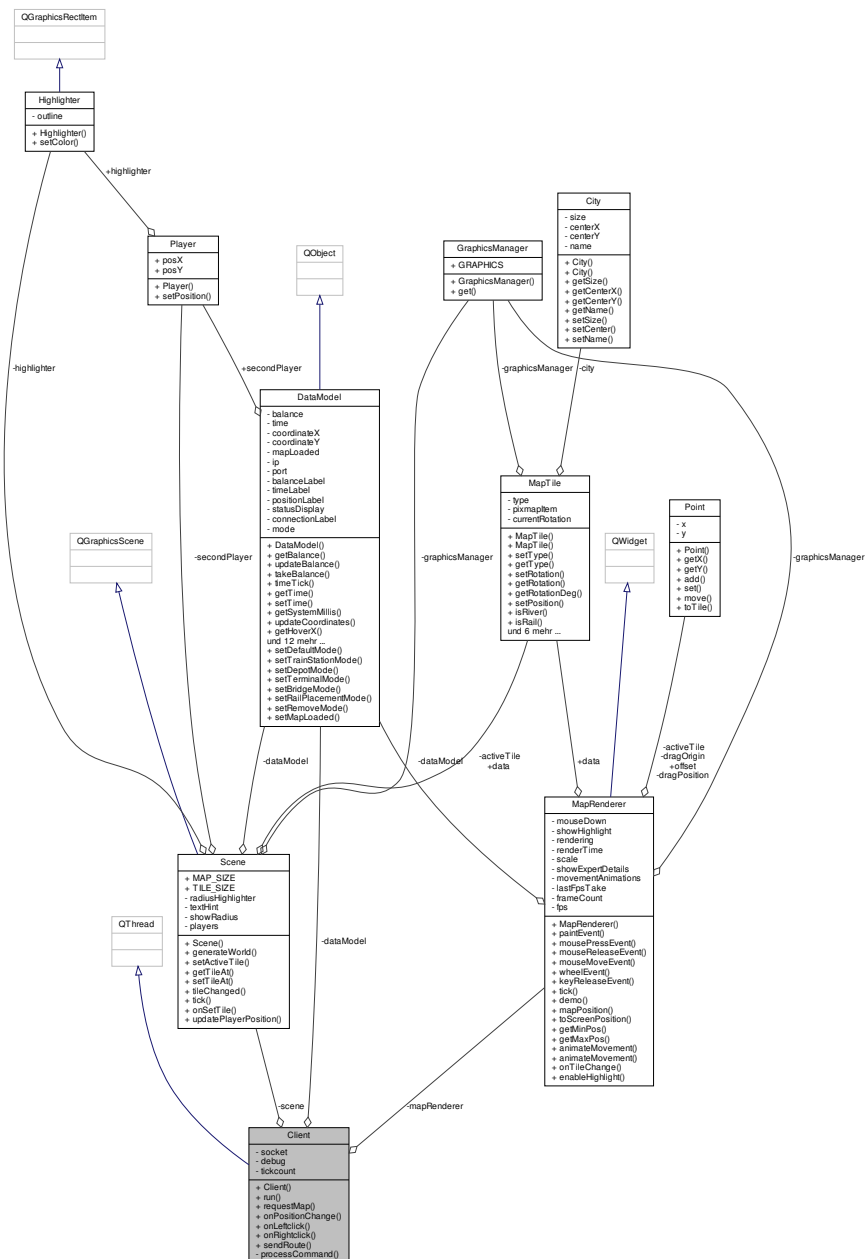 QGraphicsRectItem
Highlighter
- outline
+ Highlighter()
+ setColor()
+highlighter
Player
+ posX
+ posY
+ Player()
+ setPosition()
QObject
GraphicsManager
+ GRAPHICS
+ GraphicsManager()
+ get()
City
- size
- centerX
- centerY
- name
+ City()
+ City()
+ getSize()
+ getCenterX()
+ getCenterY()
+ getName()
+ setSize()
+ setCenter()
+ setName()
-highlighter
+secondPlayer
-graphicsManager
-city
DataModel
- balance
- time
- coordinateX
- coordinateY
- mapLoaded
- ip
- port
- balanceLabel
- timeLabel
- positionLabel
- statusDisplay
- connectionLabel
- mode
+ DataModel()
+ getBalance()
+ updateBalance()
+ takeBalance()
+ timeTick()
+ getTime()
+ setTime()
+ getSystemMillis()
+ updateCoordinates()
+ getHoverX()
und 12 mehr ...
+ setDefaultMode()
+ setTrainStationMode()
+ setDepotMode()
+ setTerminalMode()
+ setBridgeMode()
+ setRailPlacementMode()
+ setRemoveMode()
+ setMapLoaded()
MapTile
- type
- pixmapItem
- currentRotation
+ MapTile()
+ MapTile()
+ setType()
+ getType()
+ setRotation()
+ getRotation()
+ getRotationDeg()
+ setPosition()
+ isRiver()
+ isRail()
und 6 mehr ...
Point
- x
- y
+ Point()
+ getX()
+ getY()
+ add()
+ set()
+ move()
+ toTile()
QGraphicsScene
QWidget
-secondPlayer
-graphicsManager
-graphicsManager
-dataModel
-dataModel
-activeTile
+data
+data
-activeTile
-dragOrigin
+offset
-dragPosition
Scene
+ MAP_SIZE
+ TILE_SIZE
- radiusHighlighter
- textHint
- showRadius
- players
+ Scene()
+ generateWorld()
+ setActiveTile()
+ getTileAt()
+ setTileAt()
+ tileChanged()
+ tick()
+ onSetTile()
+ updatePlayerPosition()
MapRenderer
- mouseDown
- showHighlight
- rendering
- renderTime
- scale
- showExpertDetails
- movementAnimations
- lastFpsTake
- frameCount
- fps
+ MapRenderer()
+ paintEvent()
+ mousePressEvent()
+ mouseReleaseEvent()
+ mouseMoveEvent()
+ wheelEvent()
+ keyReleaseEvent()
+ tick()
+ demo()
+ mapPosition()
+ toScreenPosition()
+ getMinPos()
+ getMaxPos()
+ animateMovement()
+ animateMovement()
+ onTileChange()
+ enableHighlight()
QThread
-dataModel
-scene
-mapRenderer
Client
- socket
- debug
- tickcount
+ Client()
+ run()
+ requestMap()
+ onPositionChange()
+ onLeftclick()
+ onRightclick()
+ sendRoute()
- processCommand()